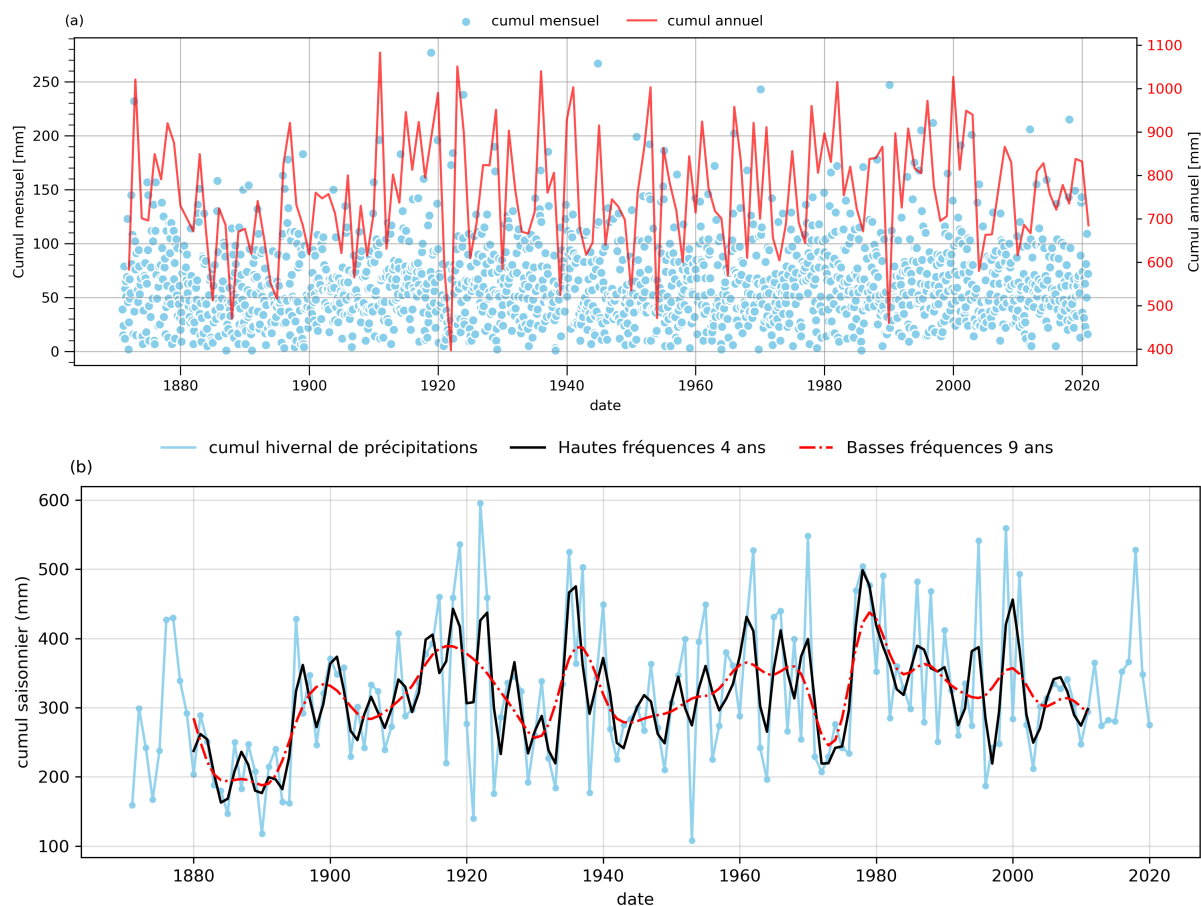 (a)
cumul mensuel cumul annuel
Cumul mensuel [mm]
250
200
150
100
50
0
1100
1000
900
800
700
600
500
400
Cumul annuel [mm]
1880 1900 1920 1940 1960 1980 2000 2020
date
cumul hivernal de précipitations Hautes fréquences 4 ans Basses fréquences 9 ans
(b)
cumul saisonnier (mm)
600
500
400
300
200
100
1880 1900 1920 1940 1960 1980 2000 2020
date